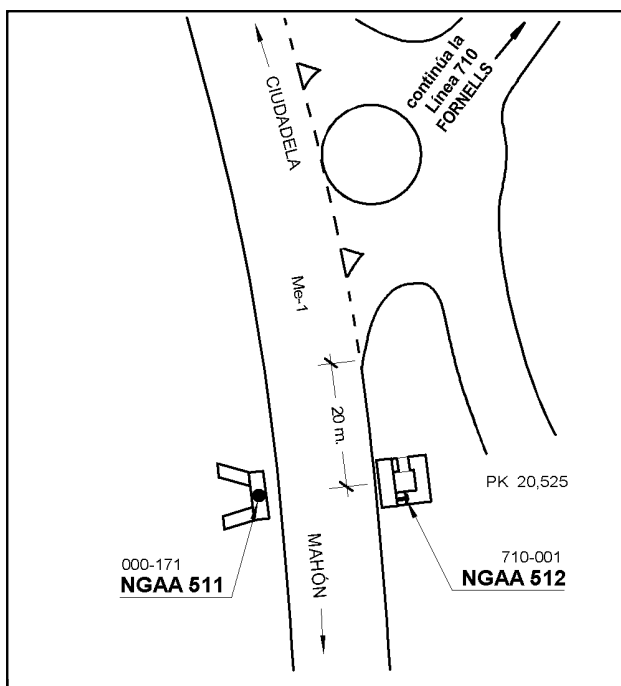 CIUDADELA
continúa la
Línea 710
FORNELLS
Me-1
20 m.
PK 20,525
000-171
NGAA 511
MAHÓN
710-001
NGAA 512